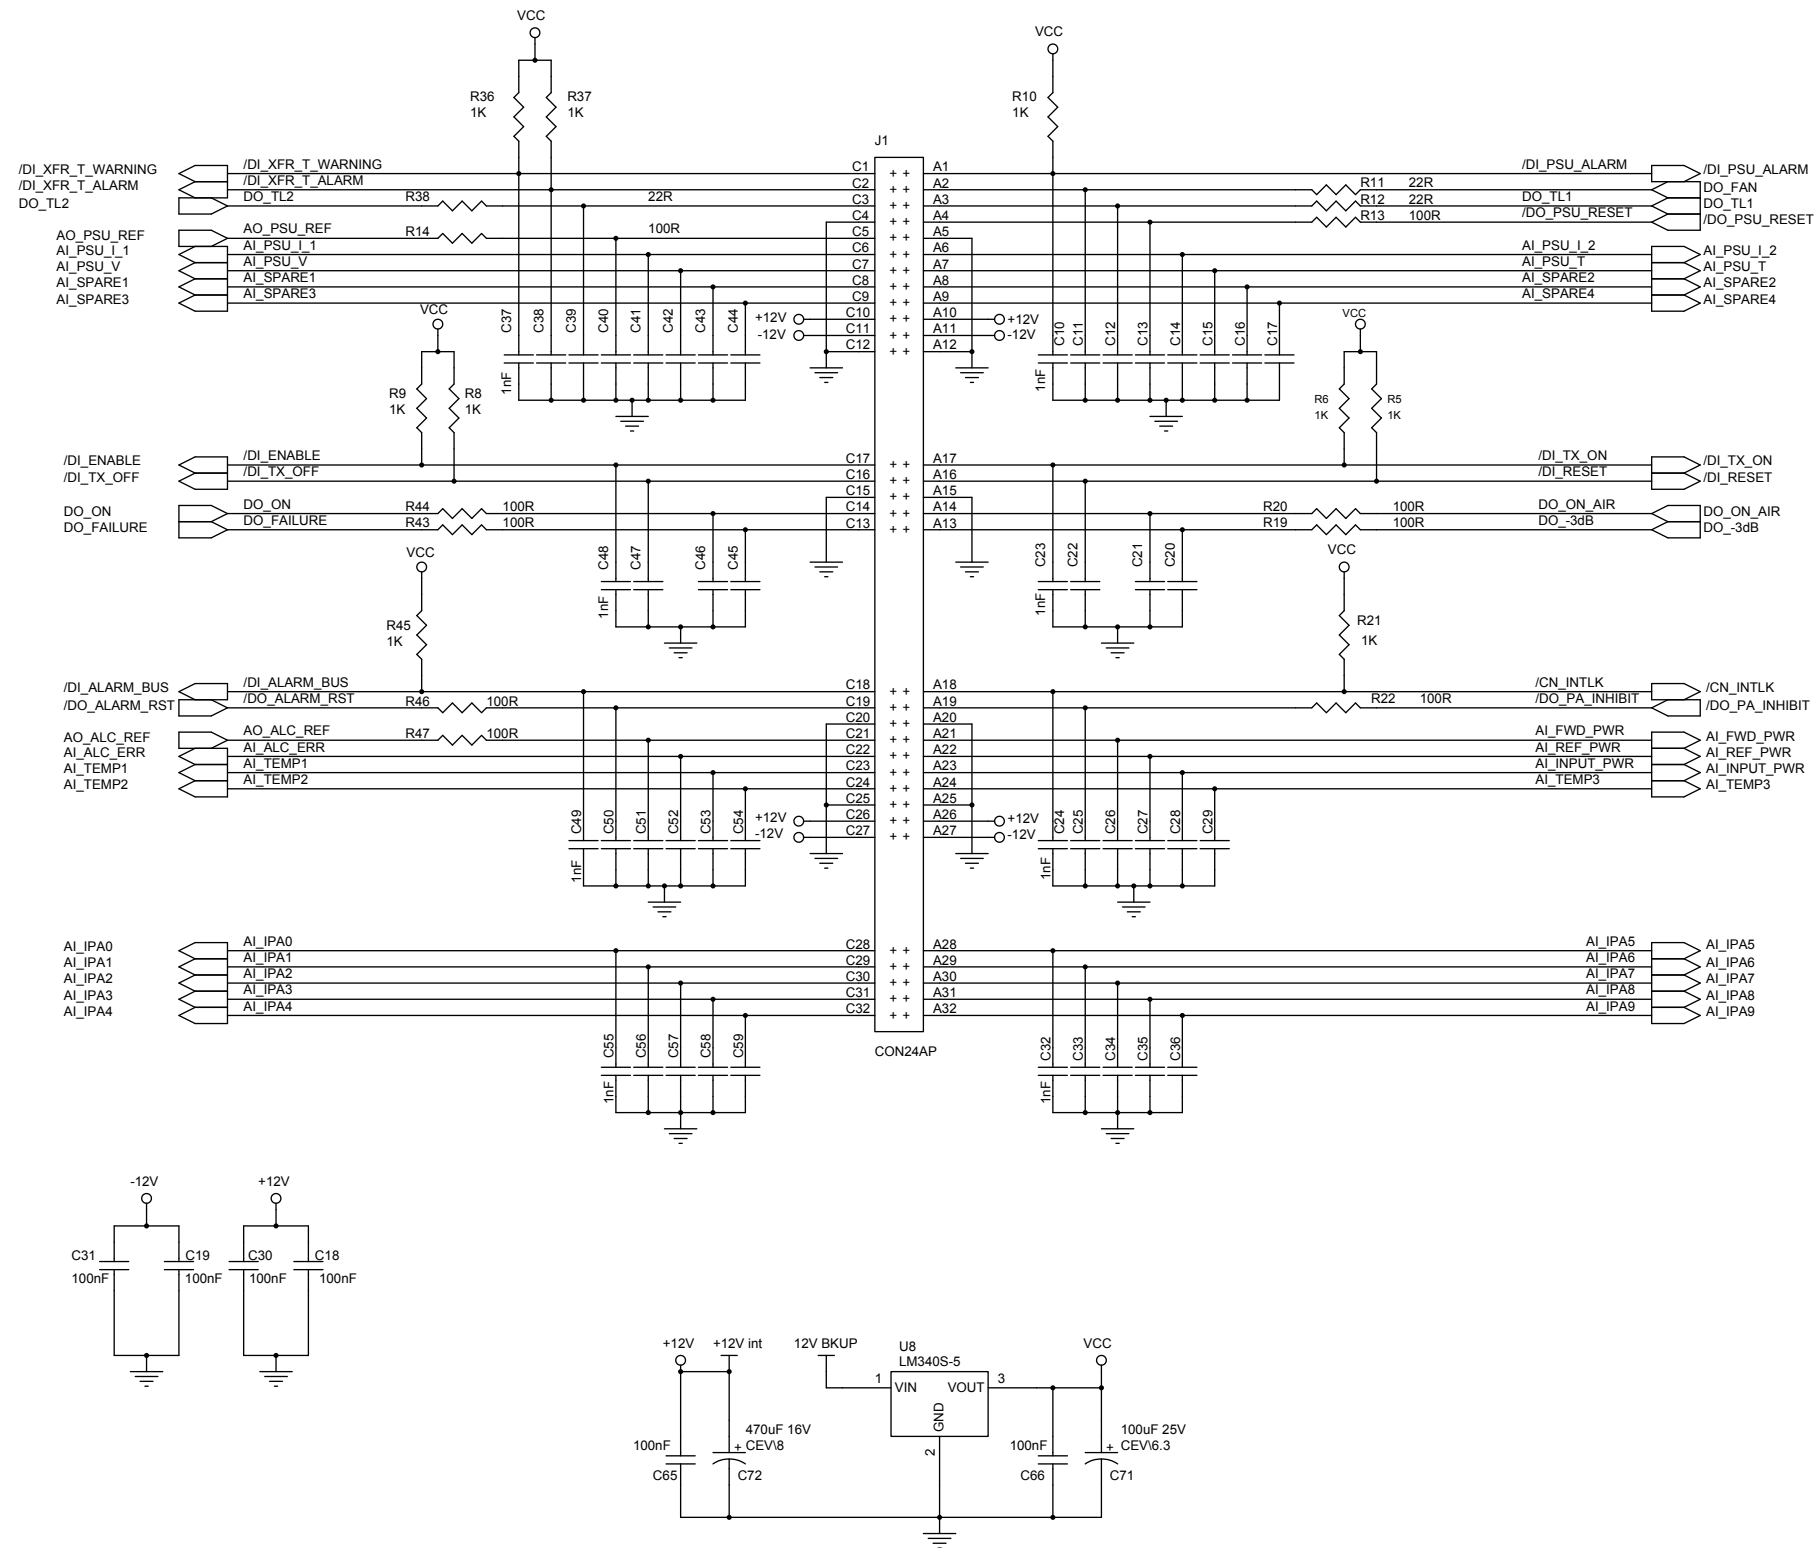 VCC
VCC
R36
1K
R37
1K
R10
1K
J1
/DI_XFR_T_WARNING /DI_XFR_T_WARNING C1 + + A1 /DI_PSU_ALARM /DI_PSU_ALARM
/DI_XFR_T_ALARM /DI_XFR_T_ALARM C2 + + A2 R11 22R DO_FAN
DO_TL2 DO_TL2 R38 22R C3 + + A3 R12 22R DO_TL1 DO_TL1
C4 + + A4 R13 100R /DO_PSU_RESET /DO_PSU_RESET
AO_PSU_REF AO_PSU_REF R14 100R C5 + + A5
AI_PSU_I_1 AI_PSU_I_1 C6 + + A6 AI_PSU_I_2 AI_PSU_I_2
AI_PSU_V AI_PSU_V C7 + + A7 AI_PSU_T AI_PSU_T
AI_SPARE1 AI_SPARE1 C8 + + A8 AI_SPARE2 AI_SPARE2
AI_SPARE3 AI_SPARE3 C9 + + A9 AI_SPARE4 AI_SPARE4
+12V C10 + + A10 +12V
-12V C11 + + A11 -12V
C12 + + A12
VCC
C37 C38 C39 C40 C41 C42 C43 C44
1nF
C10 C11 C12 C13 C14 C15 C16 C17
1nF
VCC
R9
1K
R8
1K
R6
1K
R5
1K
/DI_ENABLE /DI_ENABLE C17 + + A17 /DI_TX_ON /DI_TX_ON
/DI_TX_OFF /DI_TX_OFF C16 + + A16 /DI_RESET /DI_RESET
C15 + + A15
DO_ON DO_ON R44 100R C14 + + A14 R20 100R DO_ON_AIR DO_ON_AIR
DO_FAILURE DO_FAILURE R43 100R C13 + + A13 R19 100R DO_-3dB DO_-3dB
VCC
C48 C47 C46 C45
1nF
C23 C22 C21 C20
1nF
VCC
R45
1K
R21
1K
/DI_ALARM_BUS /DI_ALARM_BUS C18 + + A18 /CN_INTLK /CN_INTLK
/DO_ALARM_RST /DO_ALARM_RST R46 100R C19 + + A19 R22 100R /DO_PA_INHIBIT /DO_PA_INHIBIT
C20 + + A20
AO_ALC_REF AO_ALC_REF R47 100R C21 + + A21 AI_FWD_PWR AI_FWD_PWR
AI_ALC_ERR AI_ALC_ERR C22 + + A22 AI_REF_PWR AI_REF_PWR
AI_TEMP1 AI_TEMP1 C23 + + A23 AI_INPUT_PWR AI_INPUT_PWR
AI_TEMP2 AI_TEMP2 C24 + + A24 AI_TEMP3 AI_TEMP3
C25 + + A25
+12V C26 + + A26 +12V
-12V C27 + + A27 -12V
C49 C50 C51 C52 C53 C54
1nF
C24 C25 C26 C27 C28 C29
1nF
AI_IPA0 AI_IPA0 C28 + + A28 AI_IPA5 AI_IPA5
AI_IPA1 AI_IPA1 C29 + + A29 AI_IPA6 AI_IPA6
AI_IPA2 AI_IPA2 C30 + + A30 AI_IPA7 AI_IPA7
AI_IPA3 AI_IPA3 C31 + + A31 AI_IPA8 AI_IPA8
AI_IPA4 AI_IPA4 C32 + + A32 AI_IPA9 AI_IPA9
CON24AP
C55 C56 C57 C58 C59
1nF
C32 C33 C34 C35 C36
1nF
-12V
+12V
C31
100nF
C19
100nF
C30
100nF
C18
100nF
+12V
+12V int
12V BKUP
U8
LM340S-5
VCC
1 VIN VOUT 3
GND
2
100nF
C65
470uF 16V
+ CEV\8
C72
100nF
C66
100uF 25V
+ CEV\6.3
C71